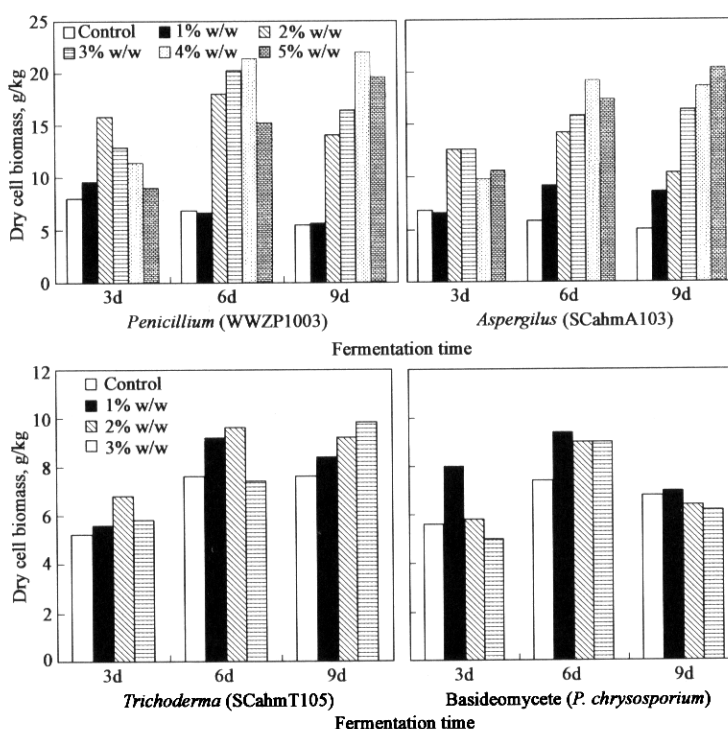 25
20
15
10
5
0
Dry cell biomass, g/kg
Control 1% w/w 2% w/w
3% w/w 4% w/w 5% w/w
3d 6d 9d 3d 6d 9d
Penicillium (WWZP1003) Aspergilus (SCahmA103)
Fermentation time
12
10
8
6
4
2
0
Dry cell biomass, g/kg
Control
1% w/w
2% w/w
3% w/w
3d 6d 9d 3d 6d 9d
Trichoderma (SCahmT105) Basideomycete (P. chrysosporium)
Fermentation time